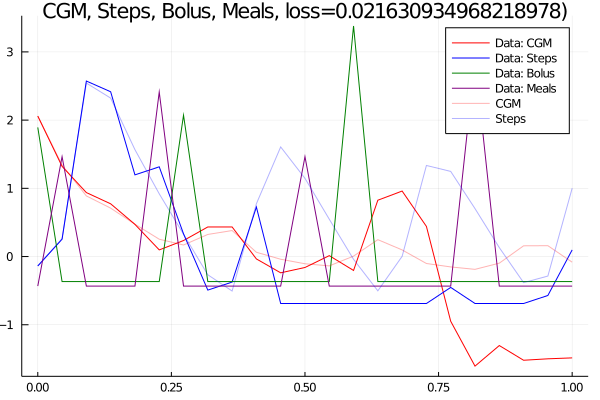 CGM, Steps, Bolus, Meals, loss=0.021630934968218978)
3
2
1
0
−1
0.00
0.25
0.50
0.75
1.00
Data: CGM
Data: Steps
Data: Bolus
Data: Meals
CGM
Steps